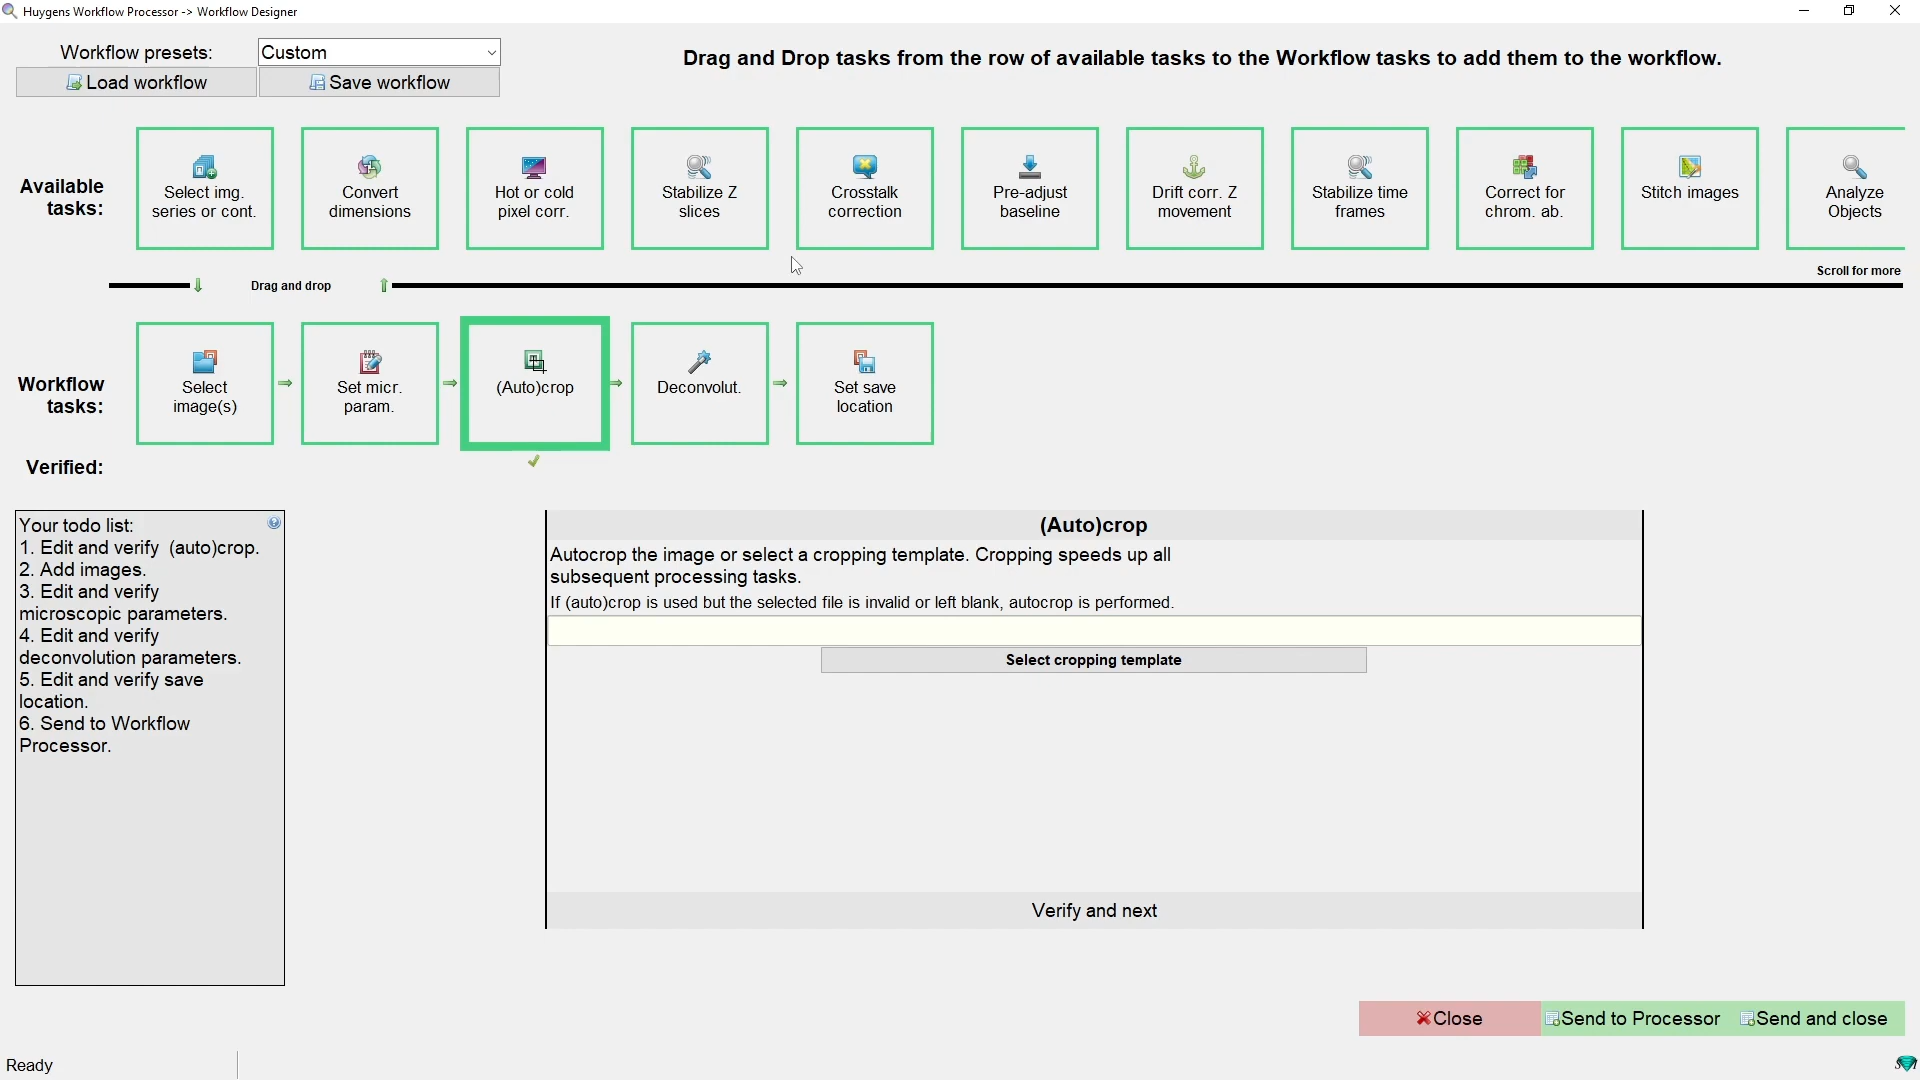 Huygens Workflow Processor -> Workflow Designer
Workflow presets:
Custom
Load workflow
Save workflow
Drag and Drop tasks from the row of available tasks to the Workflow tasks to add them to the workflow.
Available
tasks:
Select img.
series or cont.
Convert
dimensions
Hot or cold
pixel corr.
Stabilize Z
slices
Crosstalk
correction
Pre-adjust
baseline
Drift corr. Z
movement
Stabilize time
frames
Correct for
chrom. ab.
Stitch images
Analyze
Objects
Drag and drop
Scroll for more
Workflow
tasks:
Select
image(s)
Set micr.
param.
(Auto)crop
Deconvolut.
Set save
location
Verified:
Your todo list:
1. Edit and verify (auto)crop.
2. Add images.
3. Edit and verify
microscopic parameters.
4. Edit and verify
deconvolution parameters.
5. Edit and verify save
location.
6. Send to Workflow
Processor.
(Auto)crop
Autocrop the image or select a cropping template. Cropping speeds up all
subsequent processing tasks.
If (auto)crop is used but the selected file is invalid or left blank, autocrop is performed.
Select cropping template
Verify and next
Close
Send to Processor
Send and close
Ready
SVI